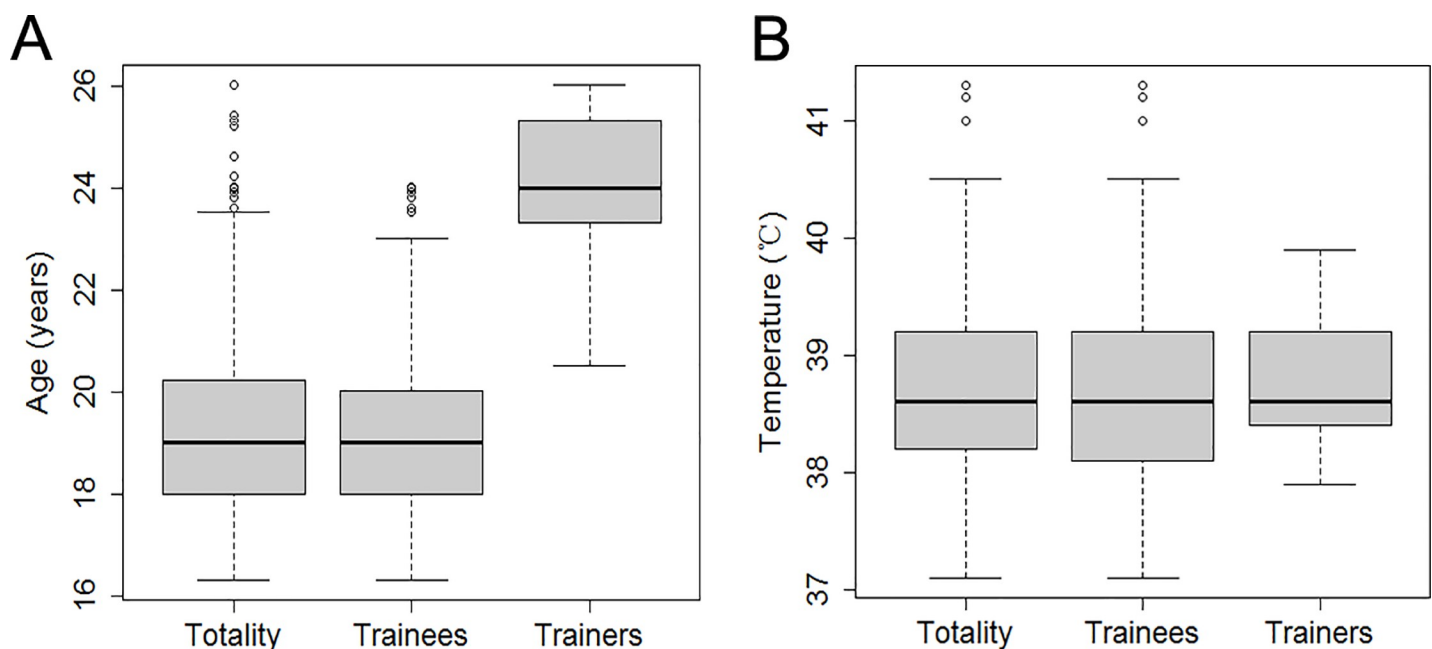 A
Age (years)
26
24
22
20
18
16
Totality Trainees Trainers
B
Temperature (℃)
41
40
39
38
37
Totality Trainees Trainers